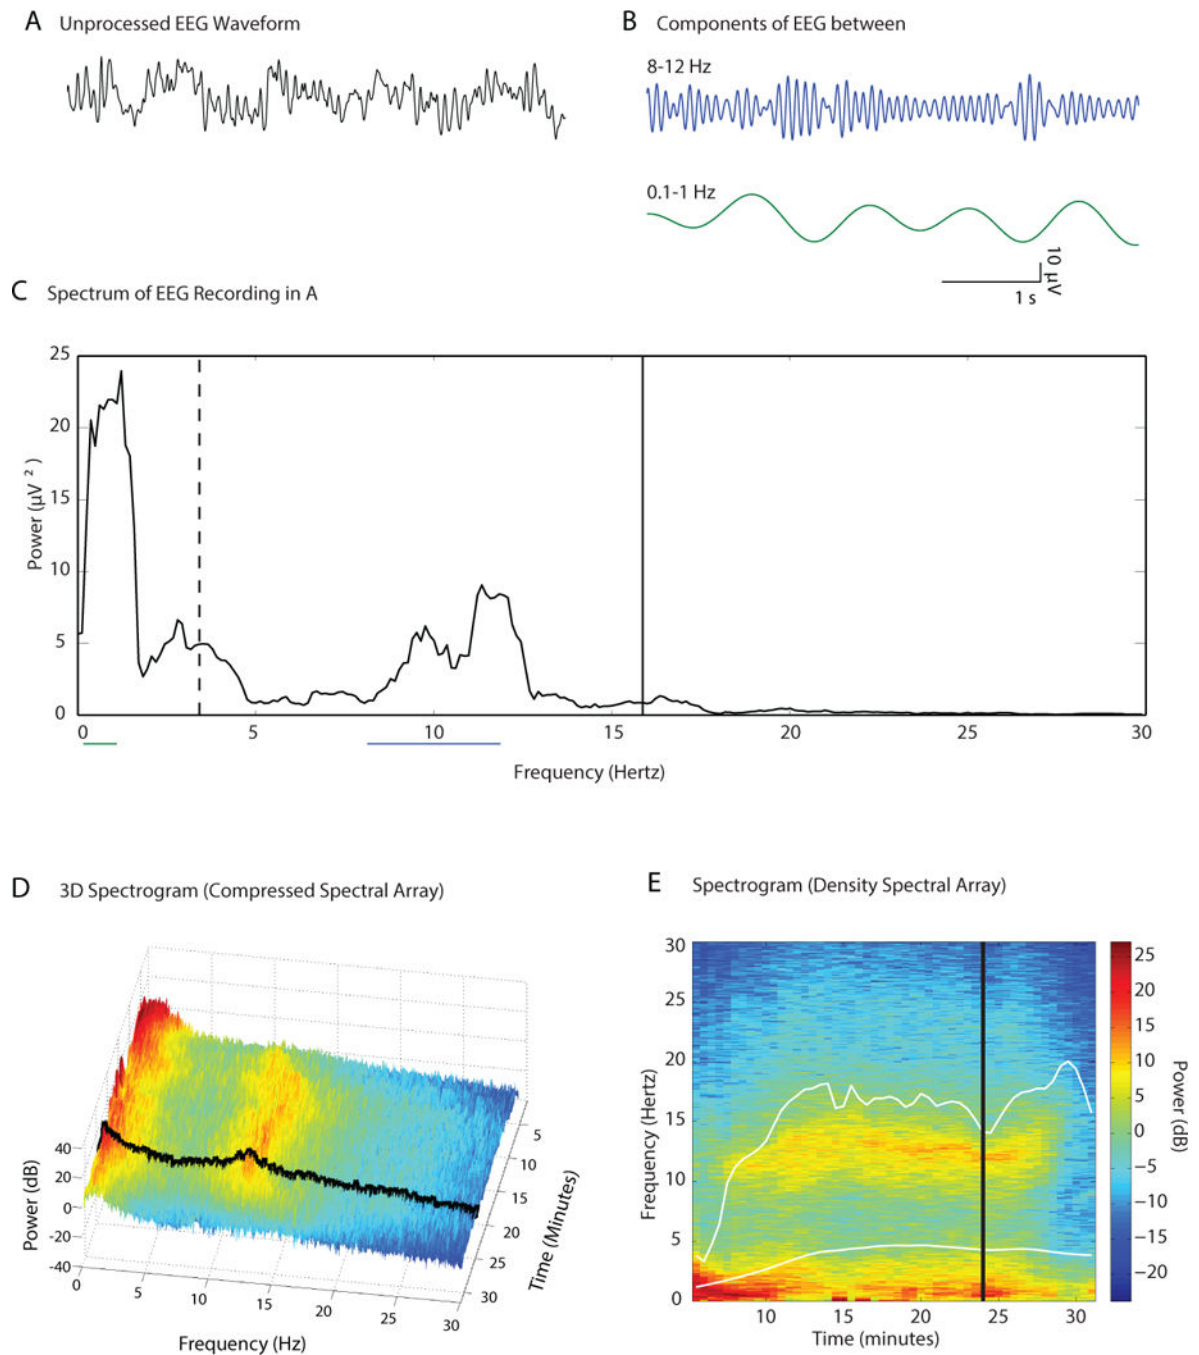 A Unprocessed EEG Waveform
B Components of EEG between
8-12 Hz
0.1-1 Hz
10 µV
1 s
C Spectrum of EEG Recording in A
25
20
15
10
5
0
Power (µV²)
0 5 10 15 20 25 30
Frequency (Hertz)
D 3D Spectrogram (Compressed Spectral Array)
40
20
0
-20
-40
Power (dB)
0 5 10 15 20 25 30
Frequency (Hz)
5
10
15
20
25
30
Time (Minutes)
E Spectrogram (Density Spectral Array)
30
25
20
15
10
5
0
Frequency (Hertz)
10 15 20 25 30
Time (minutes)
25
20
15
10
5
0
−5
−10
−15
−20
Power (dB)